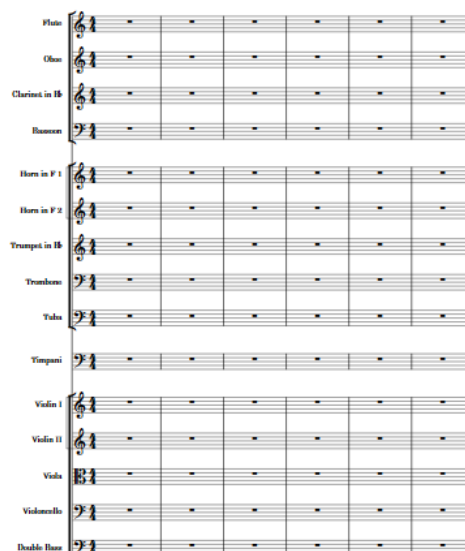 Flute
Oboe
Clarinet in B♭
Bassoon
Horn in F 1
Horn in F 2
Trumpet in B♭
Trombone
Tuba
Timpani
Violin I
Violin II
Viola
Violoncello
Double Bass